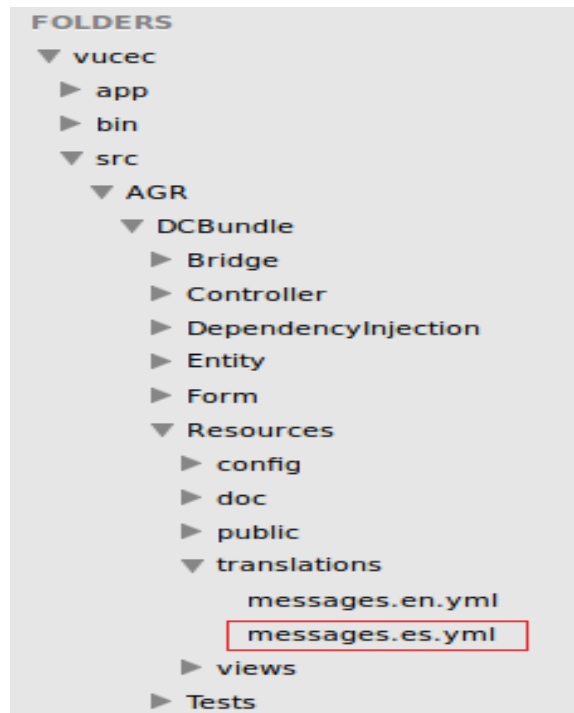 FOLDERS
vucec
app
bin
src
AGR
DCBundle
Bridge
Controller
DependencyInjection
Entity
Form
Resources
config
doc
public
translations
messages.en.yml
messages.es.yml
views
Tests